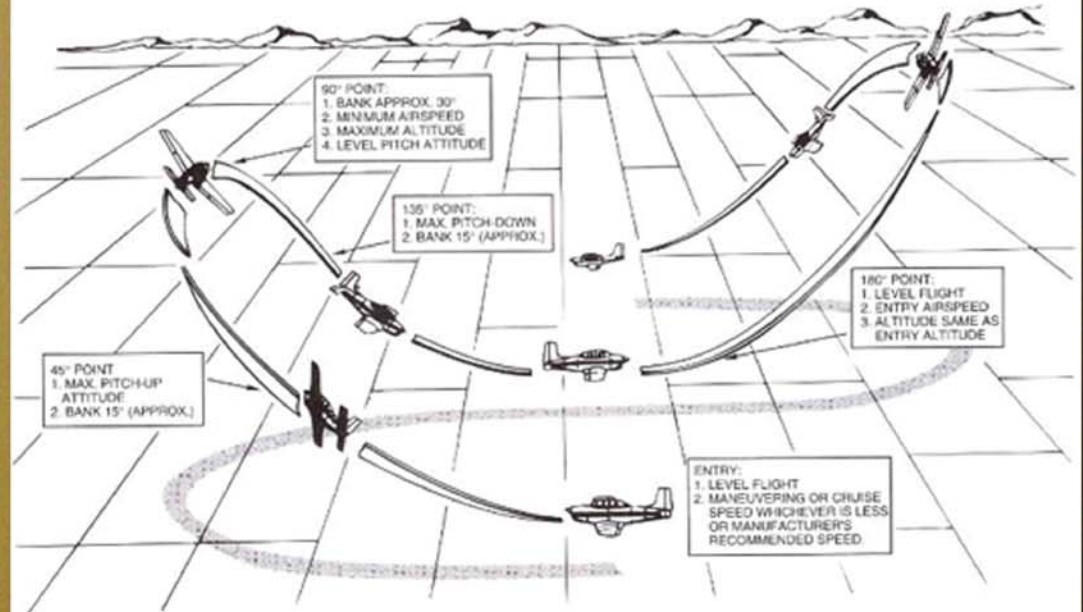 90° POINT:
1. BANK APPROX. 30°
2. MINIMUM AIRSPEED
3. MAXIMUM ALTITUDE
4. LEVEL PITCH ATTITUDE
135° POINT:
1. MAX. PITCH-DOWN
2. BANK 15° (APPROX.)
180° POINT:
1. LEVEL FLIGHT
2. ENTRY AIRSPEED
3. ALTITUDE SAME AS
ENTRY ALTITUDE
45° POINT
1. MAX. PITCH-UP
ATTITUDE
2. BANK 15° (APPROX.)
ENTRY:
1. LEVEL FLIGHT
2. MANEUVERING OR CRUISE
SPEED WHICHEVER IS LESS
OR MANUFACTURER'S
RECOMMENDED SPEED.